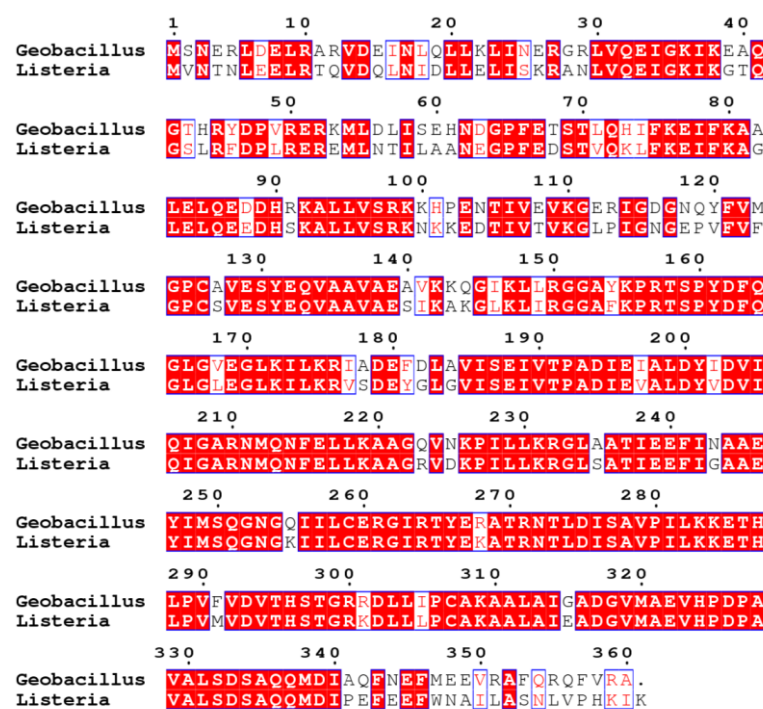 1 10 20 30 40
Geobacillus MSNERLDELRARVDEINLQLLKLINERGRLVQEIGKIKEAQ
Listeria MVNTNLEELRTQVDQLNIDLLELISKRANLVQEIGKIKGTQ
50 60 70 80
Geobacillus GTHRYDPVRERKMLDLISEHNDGPFETSTLQHIFKEIFKAA
Listeria GSLRFDPLREREMLNTILAANEGPFEDSTVQKLFKEIFKAG
90 100 110 120
Geobacillus LELQEDDHRKALLVSRKKHPENTIVEVKGERIGDGNQYFVM
Listeria LELQEEDHSKALLVSRKNKKEDTIVTVKGLPIGNGEPVFVF
130 140 150 160
Geobacillus GPCAVESYEQVAAVAEAVKKQGIKLLRGGAYKPRTSPYDFQ
Listeria GPCSVESYEQVAAVAESIKAKGLKLIRGGAFKPRTSPYDFQ
170 180 190 200
Geobacillus GLGVEGLKILKRIADEFDLAVISEIVTPADIEIALDYIDVI
Listeria GLGLEGLKILKRVSDEYGLGVISEIVTPADIEVALDYVDVI
210 220 230 240
Geobacillus QIGARNMQNFELLKAAGQVNKPILLKRGLAATIEEFINAAE
Listeria QIGARNMQNFELLKAAGRVDKPILLKRGLSATIEEFIGAAE
250 260 270 280
Geobacillus YIMSQGNGQIILCERGIRTYERATRNTLDISAVPILKKETH
Listeria YIMSQGNGKIILCERGIRTYEKATRNTLDISAVPILKKETH
290 300 310 320
Geobacillus LPVFVDVTHSTGRRDLLIPCAKAALAIGADGVMAEVHPDPA
Listeria LPVMVDVTHSTGRKDLLLPCAKAALAIEADGVMAEVHPDPA
330 340 350 360
Geobacillus VALSDSAQQMDIAQFNEFMEEVRAFQRQFVRA.
Listeria VALSDSAQQMDIPEFEEFWNAILASNLVPHKIK